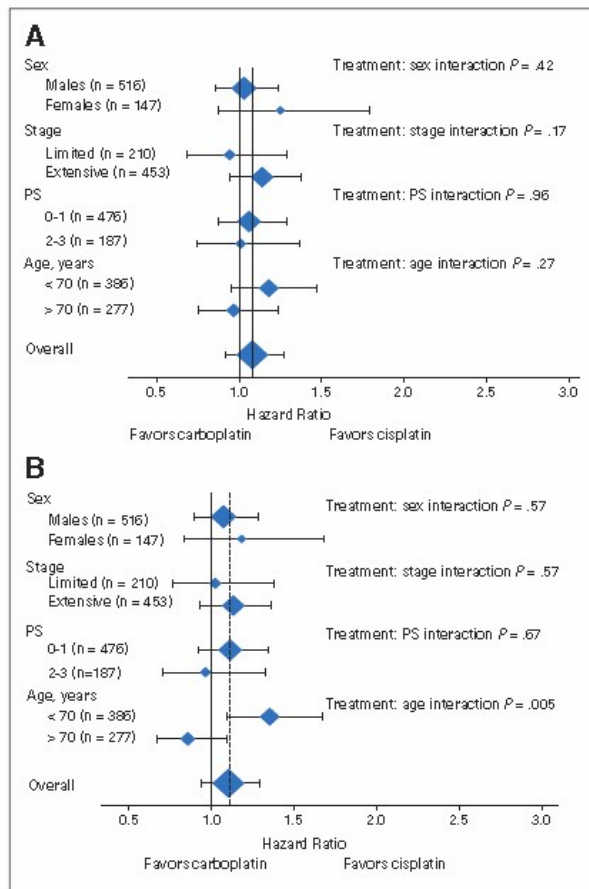 A
Sex
Treatment: sex interaction P = .42
Males (n = 516)
Females (n = 147)
Stage
Treatment: stage interaction P = .17
Limited (n = 210)
Extensive (n = 453)
PS
Treatment: PS interaction P = .96
0-1 (n = 476)
2-3 (n = 187)
Age, years
Treatment: age interaction P = .27
< 70 (n = 386)
> 70 (n = 277)
Overall
0.5 1.0 1.5 2.0 2.5 3.0
Hazard Ratio
Favors carboplatin Favors cisplatin
B
Sex
Treatment: sex interaction P = .57
Males (n = 516)
Females (n = 147)
Stage
Treatment: stage interaction P = .57
Limited (n = 210)
Extensive (n = 453)
PS
Treatment: PS interaction P = .67
0-1 (n = 476)
2-3 (n=187)
Age, years
Treatment: age interaction P = .005
< 70 (n = 386)
> 70 (n = 277)
Overall
0.5 1.0 1.5 2.0 2.5 3.0
Hazard Ratio
Favors carboplatin Favors cisplatin